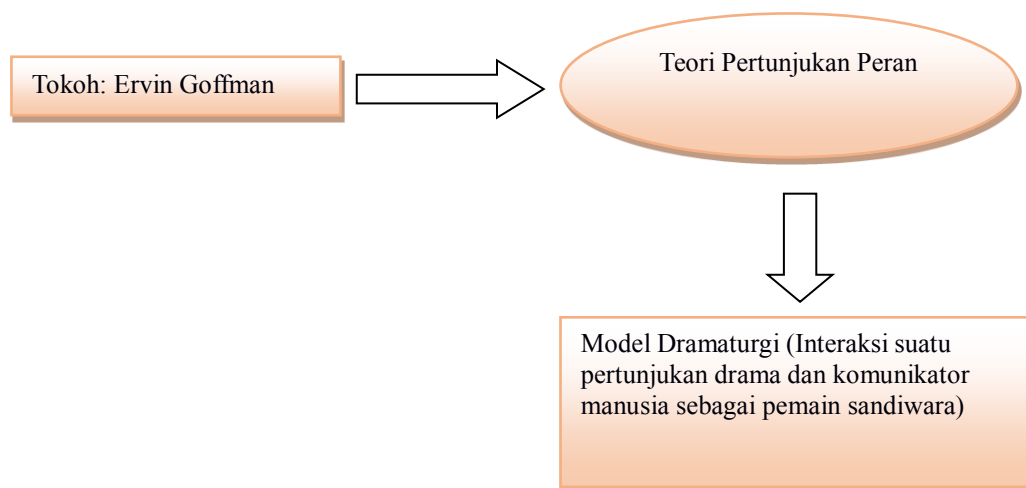 Tokoh: Ervin Goffman
Teori Pertunjukan Peran
Model Dramaturgi (Interaksi suatu
pertunjukan drama dan komunikator
manusia sebagai pemain sandiwara)